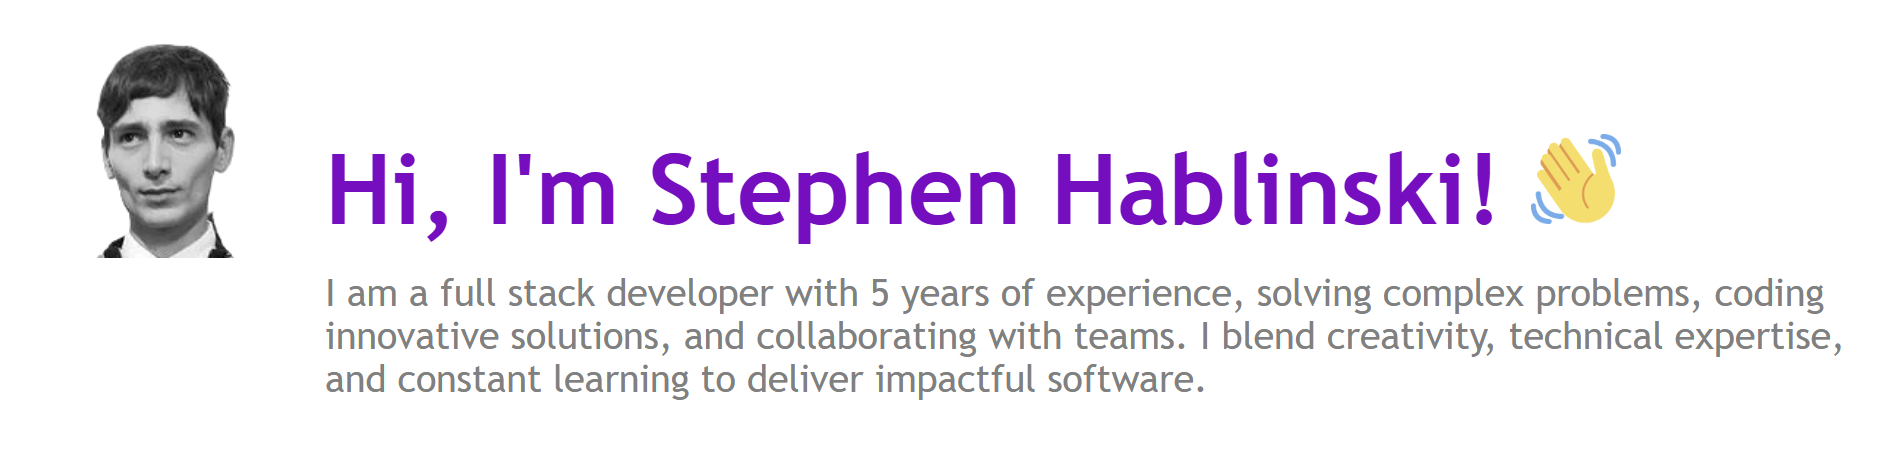 Hi, I'm Stephen Hablinski! 👋
I am a full stack developer with 5 years of experience, solving complex problems, coding
innovative solutions, and collaborating with teams. I blend creativity, technical expertise,
and constant learning to deliver impactful software.